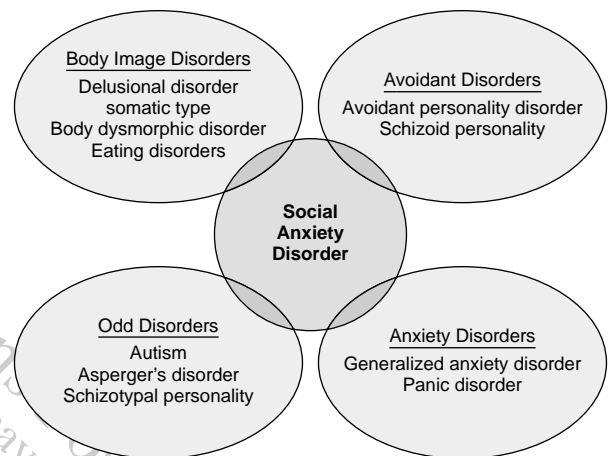 Body Image Disorders
Delusional disorder
somatic type
Body dysmorphic disorder
Eating disorders
Avoidant Disorders
Avoidant personality disorder
Schizoid personality
Social
Anxiety
Disorder
Odd Disorders
Autism
Asperger's disorder
Schizotypal personality
Anxiety Disorders
Generalized anxiety disorder
Panic disorder